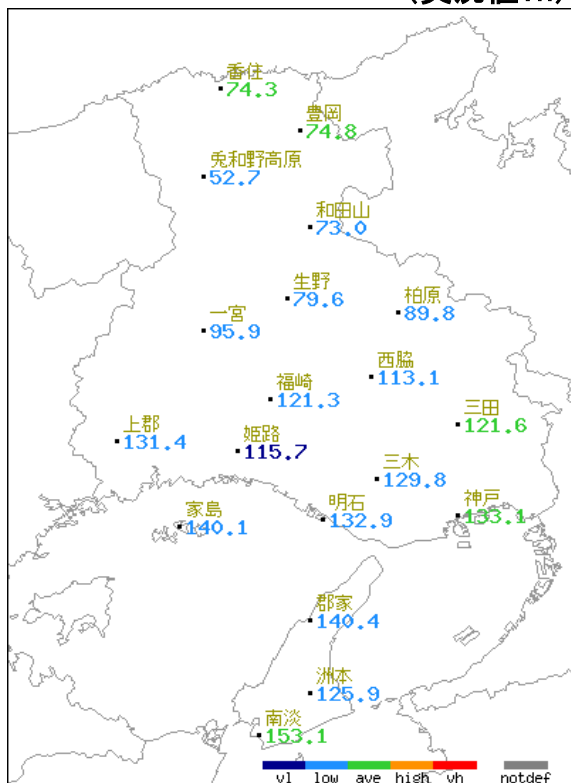 香住
74.3
豊岡
74.8
兎和野高原
52.7
和田山
73.0
生野
79.6
柏原
89.8
一宮
95.9
西脇
113.1
福崎
121.3
三田
121.6
上郡
131.4
姫路
115.7
三木
129.8
家島
140.1
明石
132.9
神戸
133.1
郡家
140.4
洲本
125.9
南淡
153.1
vl low ave high vh notdef